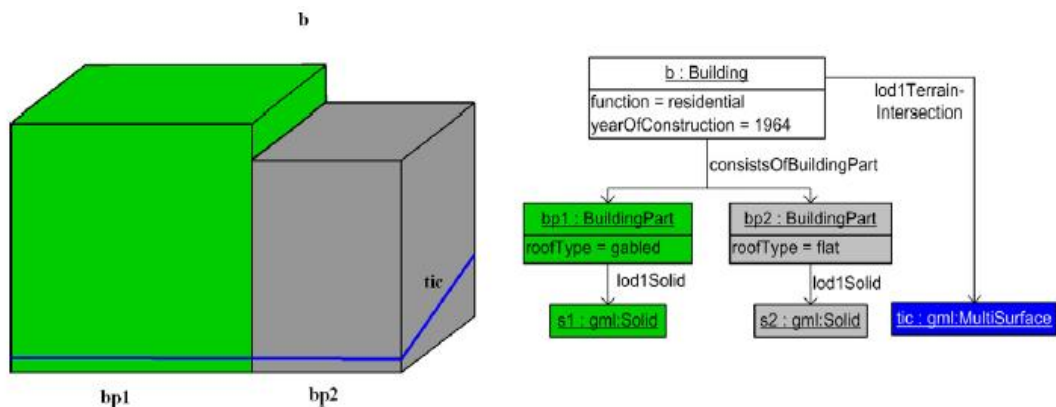 b
tic
bp1
bp2
b : Building
function = residential
yearOfConstruction = 1964
lod1Terrain-
Intersection
consistsOfBuildingPart
bp1 : BuildingPart
roofType = gabled
bp2 : BuildingPart
roofType = flat
lod1Solid
lod1Solid
s1 : gml:Solid
s2 : gml:Solid
tic : gml:MultiSurface